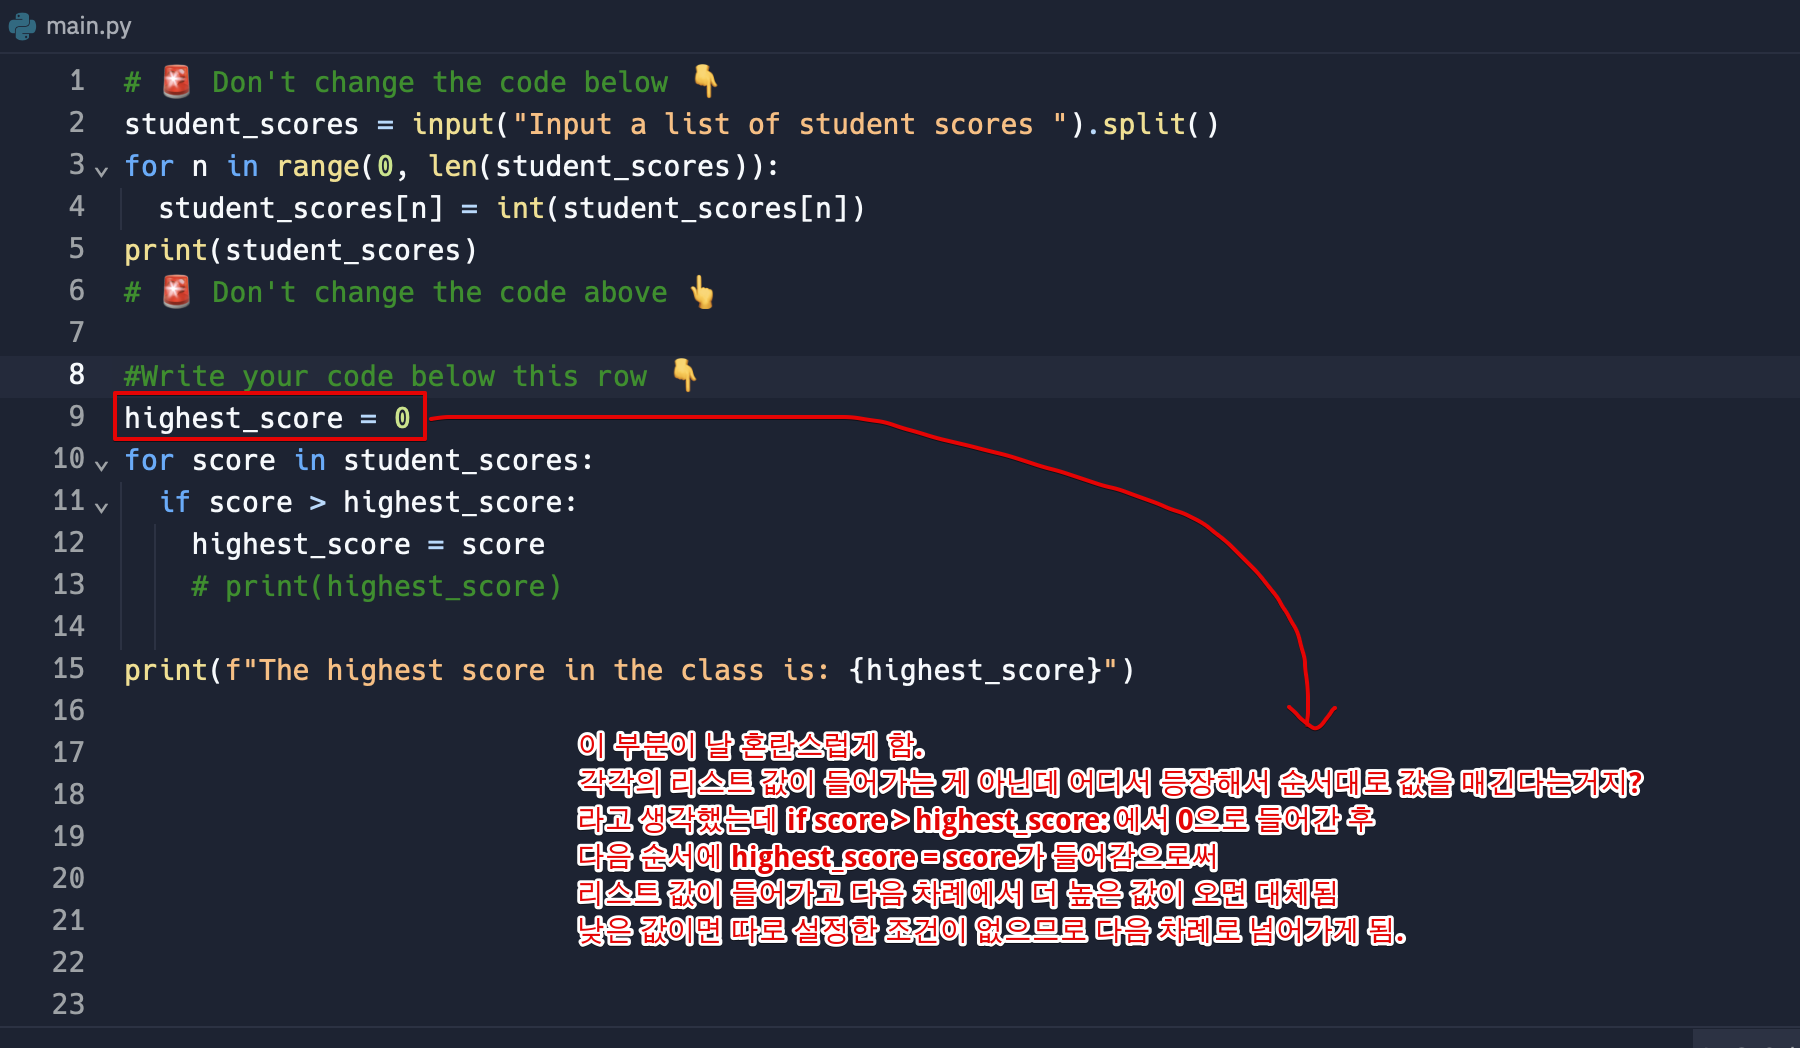 main.py
1 # 🚨 Don't change the code below 👇
2 student_scores = input("Input a list of student scores ").split()
3 for n in range(0, len(student_scores)):
4   student_scores[n] = int(student_scores[n])
5 print(student_scores)
6 # 🚨 Don't change the code above 👆
7
8 #Write your code below this row 👇
9 highest_score = 0
10 for score in student_scores:
11   if score > highest_score:
12     highest_score = score
13     # print(highest_score)
14
15 print(f"The highest score in the class is: {highest_score}")
16
17
18
19
20
21
22
23
이 부분이 날 혼란스럽게 함.
각각의 리스트 값이 들어가는 게 아닌데 어디서 등장해서 순서대로 값을 매긴다는거지?
라고 생각했는데 if score > highest_score: 에서 0으로 들어간 후
다음 순서에 highest_score = score가 들어감으로써
리스트 값이 들어가고 다음 차례에서 더 높은 값이 오면 대체됨
낮은 값이면 따로 설정한 조건이 없으므로 다음 차례로 넘어가게 됨.